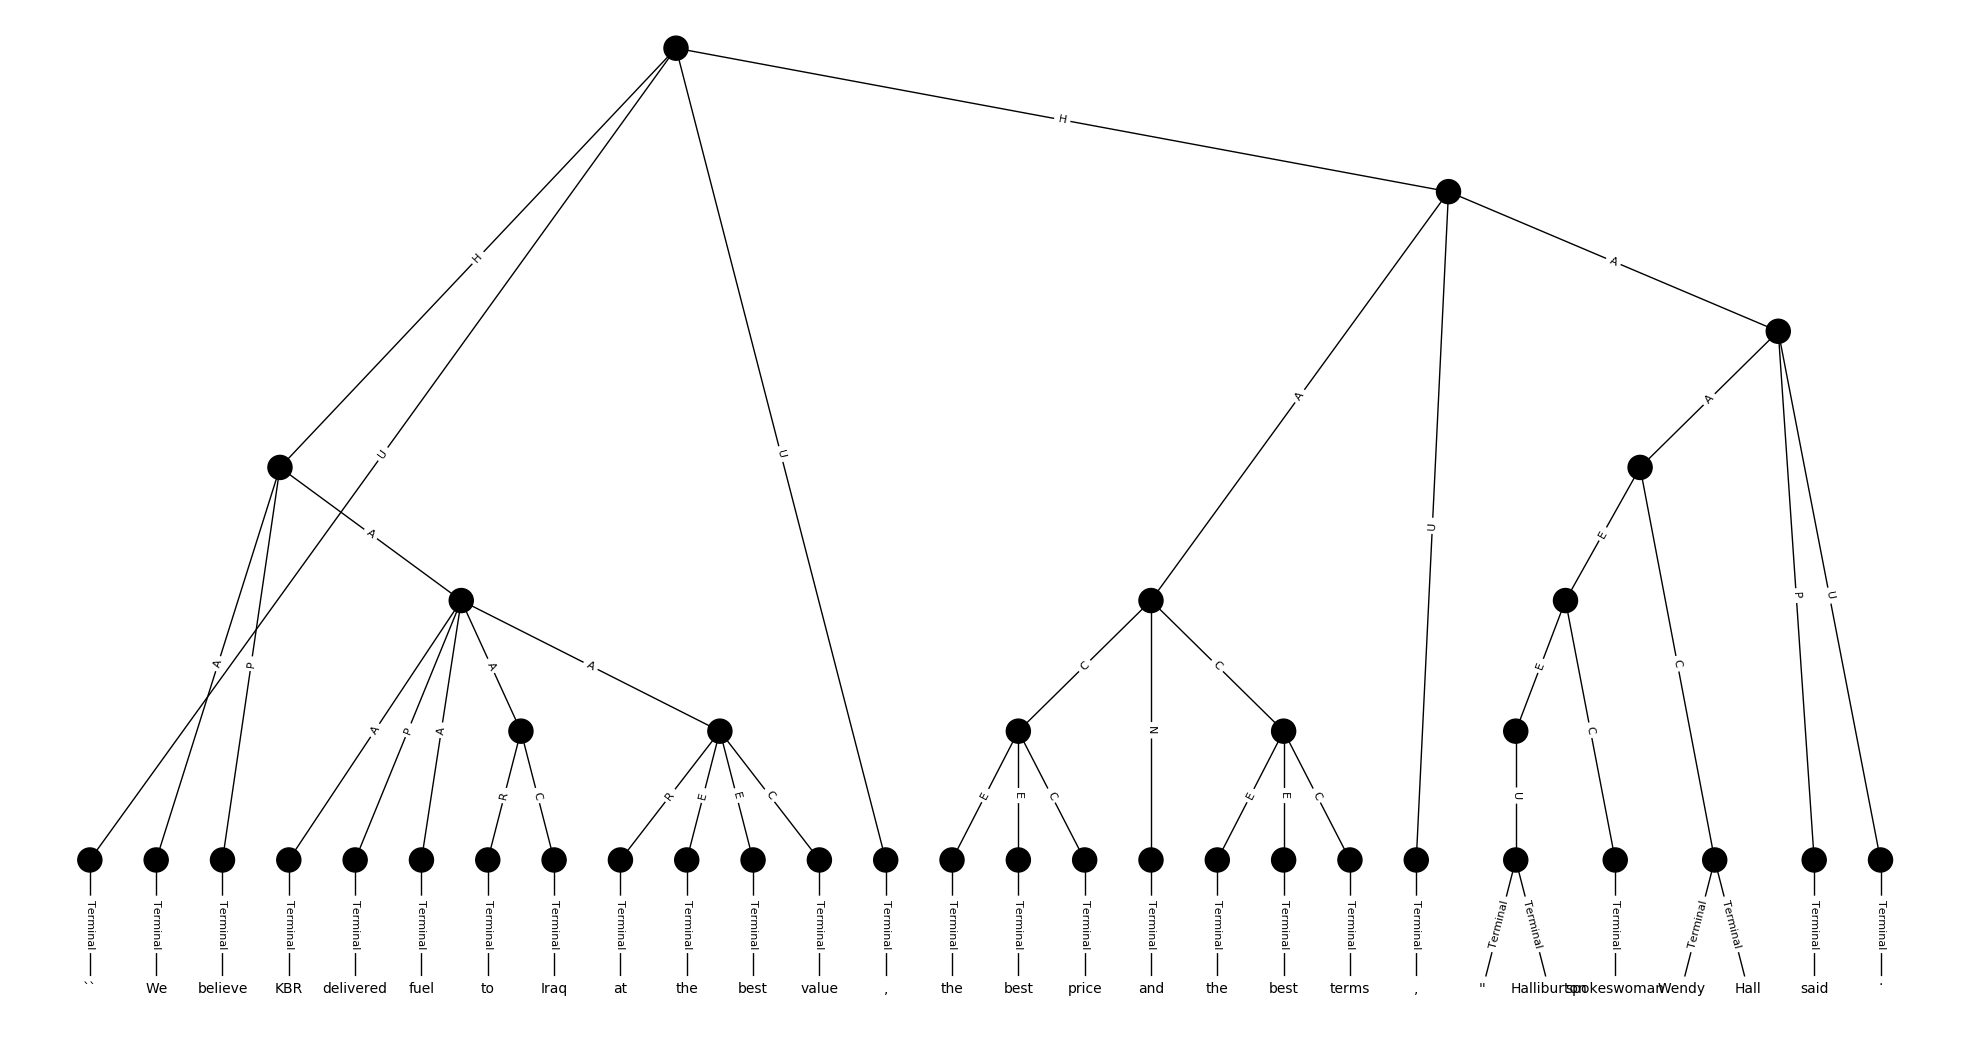 H
H
A
U
A
A
U
A
U
E
A
P
U
A
P
A
A
C
C
E
C
A
P
A
N
U
C
R
C
R
E
E
C
E
E
C
E
E
C
Terminal Terminal Terminal Terminal Terminal Terminal Terminal Terminal Terminal Terminal Terminal Terminal Terminal Terminal Terminal Terminal Terminal Terminal Terminal Terminal Terminal Terminal Terminal Terminal Terminal Terminal Terminal Terminal
`` We believe KBR delivered fuel to Iraq at the best value , the best price and the best terms , " Halliburton spokeswoman Wendy Hall said .